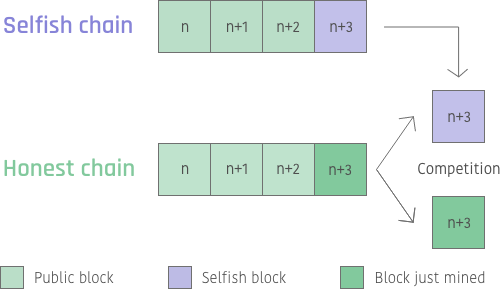 Selfish chain
n n+1 n+2 n+3
n+3
Honest chain
n n+1 n+2 n+3
Competition
n+3
Public block Selfish block Block just mined